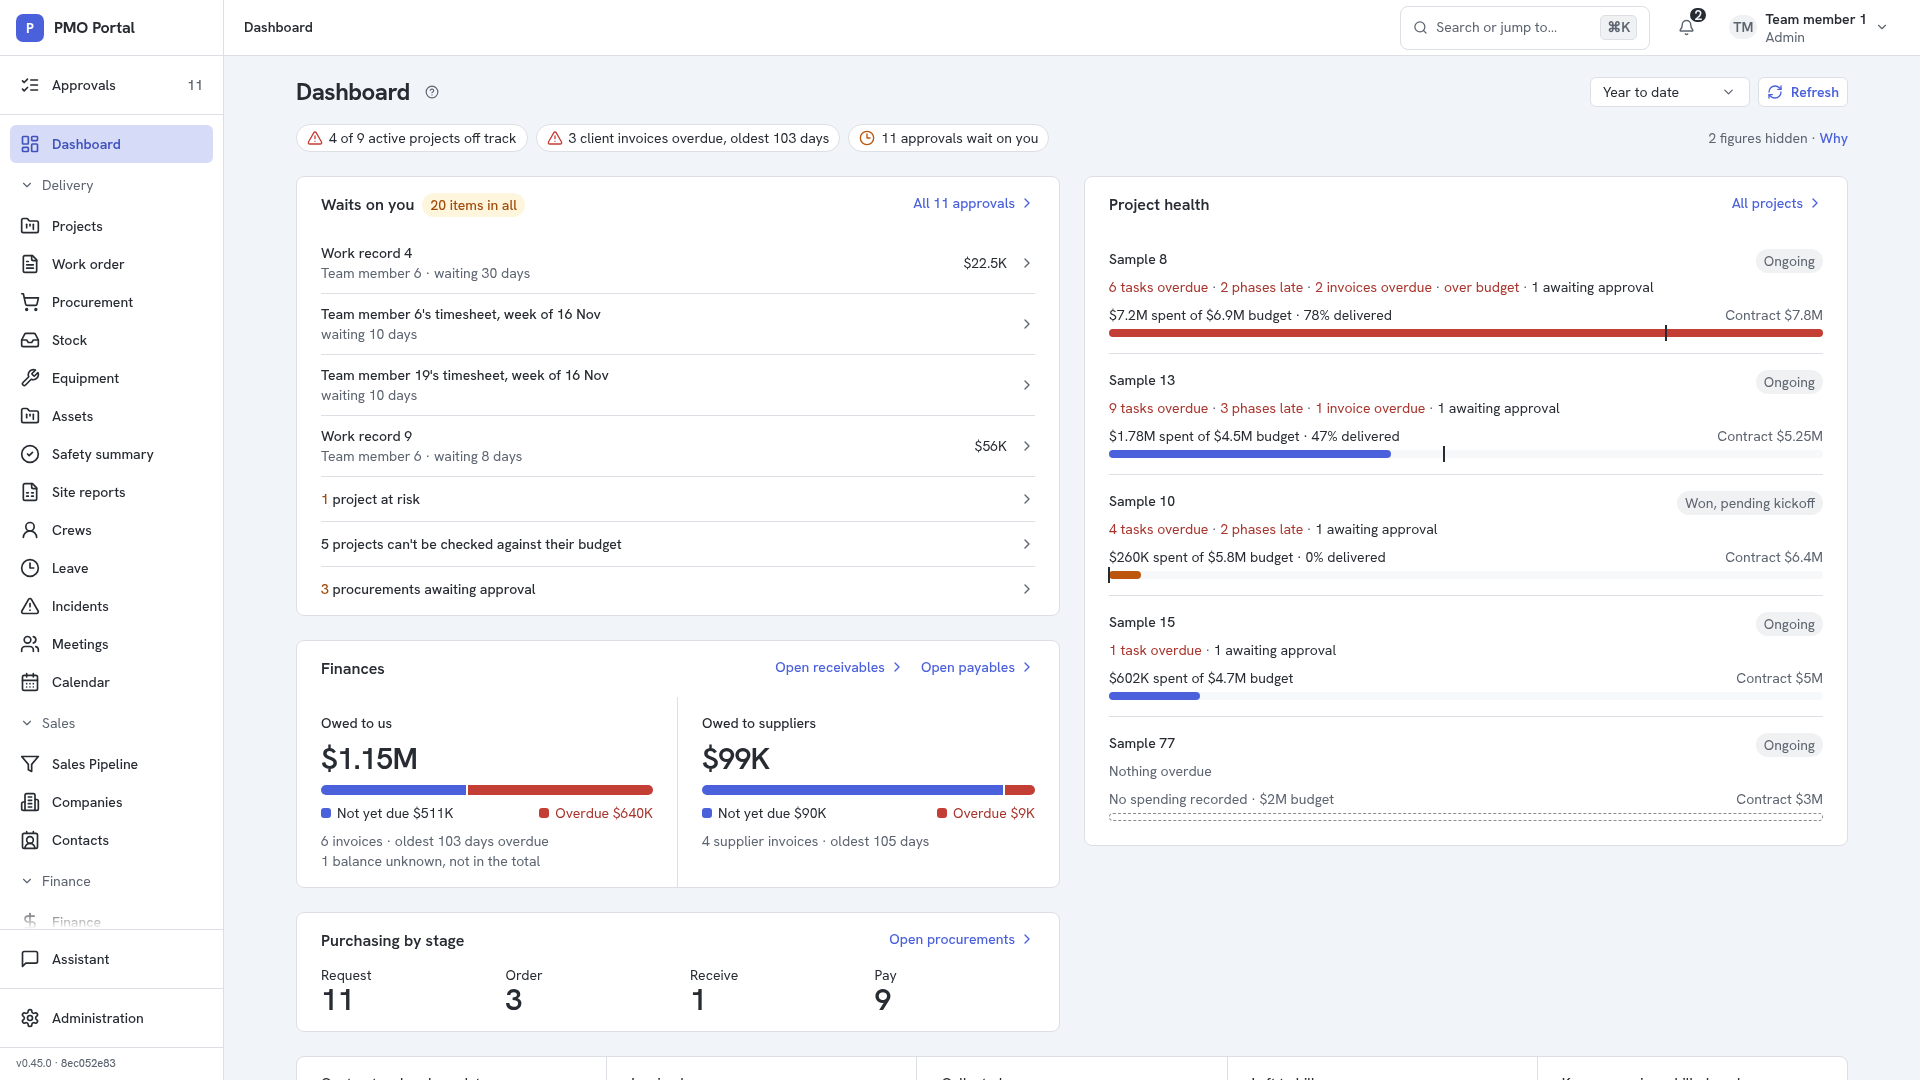 P
PMO Portal
Approvals 11
Dashboard
Delivery
Projects
Work order
Procurement
Stock
Equipment
Assets
Safety summary
Site reports
Crews
Leave
Incidents
Meetings
Calendar
Sales
Sales Pipeline
Companies
Contacts
Finance
Finance
Assistant
Administration
v0.45.0 · 8ec052e83
Dashboard
Search or jump to... ⌘K
2
TM
Team member 1
Admin
Dashboard
Year to date
Refresh
4 of 9 active projects off track
3 client invoices overdue, oldest 103 days
11 approvals wait on you
2 figures hidden · Why
Waits on you 20 items in all
All 11 approvals
Work record 4
Team member 6 · waiting 30 days
$22.5K
Team member 6's timesheet, week of 16 Nov
waiting 10 days
Team member 19's timesheet, week of 16 Nov
waiting 10 days
Work record 9
Team member 6 · waiting 8 days
$56K
1 project at risk
5 projects can't be checked against their budget
3 procurements awaiting approval
Finances
Open receivables
Open payables
Owed to us
$1.15M
Not yet due $511K
Overdue $640K
6 invoices · oldest 103 days overdue
1 balance unknown, not in the total
Owed to suppliers
$99K
Not yet due $90K
Overdue $9K
4 supplier invoices · oldest 105 days
Purchasing by stage
Open procurements
Request
11
Order
3
Receive
1
Pay
9
Project health
All projects
Sample 8
Ongoing
6 tasks overdue · 2 phases late · 2 invoices overdue · over budget · 1 awaiting approval
$7.2M spent of $6.9M budget · 78% delivered
Contract $7.8M
Sample 13
Ongoing
9 tasks overdue · 3 phases late · 1 invoice overdue · 1 awaiting approval
$1.78M spent of $4.5M budget · 47% delivered
Contract $5.25M
Sample 10
Won, pending kickoff
4 tasks overdue · 2 phases late · 1 awaiting approval
$260K spent of $5.8M budget · 0% delivered
Contract $6.4M
Sample 15
Ongoing
1 task overdue · 1 awaiting approval
$602K spent of $4.7M budget
Contract $5M
Sample 77
Ongoing
Nothing overdue
No spending recorded · $2M budget
Contract $3M